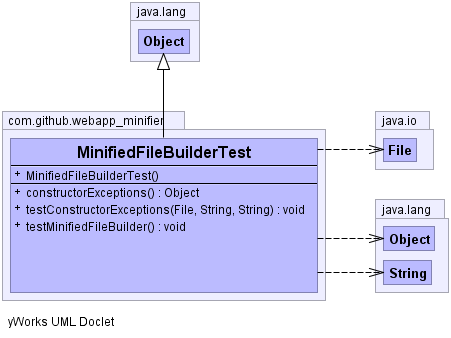 java.lang
Object
com.github.webapp_minifier
MinifiedFileBuilderTest
+ MinifiedFileBuilderTest()
+ constructorExceptions() : Object
+ testConstructorExceptions(File, String, String) : void
+ testMinifiedFileBuilder() : void
java.io
File
java.lang
Object
String
yWorks UML Doclet